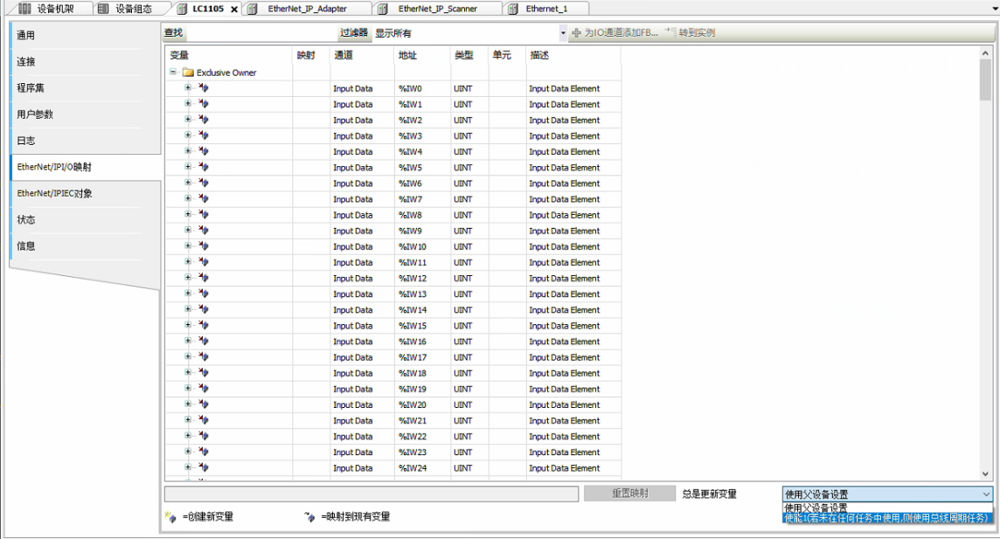 设备机架 设备组态 LC1105 EtherNet_IP_Adapter EtherNet_IP_Scanner Ethernet_1
通用
连接
程序集
用户参数
日志
EtherNet/IPI/O映射
EtherNet/IPIEC对象
状态
信息
查找 过滤器 显示所有 为IO通道添加FB... 转到实例
变量 映射 通道 地址 类型 单元 描述
Exclusive Owner
Input Data %IW0 UINT Input Data Element
Input Data %IW1 UINT Input Data Element
Input Data %IW2 UINT Input Data Element
Input Data %IW3 UINT Input Data Element
Input Data %IW4 UINT Input Data Element
Input Data %IW5 UINT Input Data Element
Input Data %IW6 UINT Input Data Element
Input Data %IW7 UINT Input Data Element
Input Data %IW8 UINT Input Data Element
Input Data %IW9 UINT Input Data Element
Input Data %IW10 UINT Input Data Element
Input Data %IW11 UINT Input Data Element
Input Data %IW12 UINT Input Data Element
Input Data %IW13 UINT Input Data Element
Input Data %IW14 UINT Input Data Element
Input Data %IW15 UINT Input Data Element
Input Data %IW16 UINT Input Data Element
Input Data %IW17 UINT Input Data Element
Input Data %IW18 UINT Input Data Element
Input Data %IW19 UINT Input Data Element
Input Data %IW20 UINT Input Data Element
Input Data %IW21 UINT Input Data Element
Input Data %IW22 UINT Input Data Element
Input Data %IW23 UINT Input Data Element
Input Data %IW24 UINT Input Data Element
重置映射 总是更新变量 使用父设备设置
使用父设备设置
使能1(若未在任何任务中使用,则使用总线周期任务)
=创建新变量 =映射到现有变量